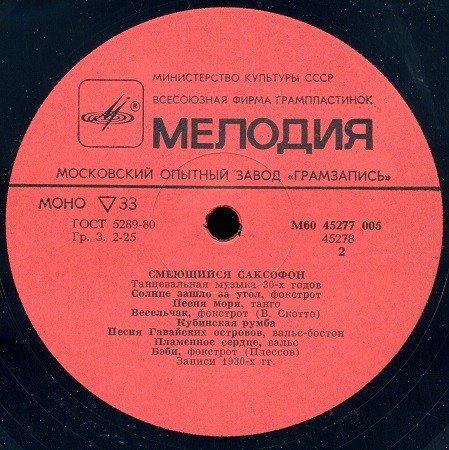 МИНИСТЕРСТВО КУЛЬТУРЫ СССР
ВСЕСОЮЗНАЯ ФИРМА ГРАМПЛАСТИНОК
МЕЛОДИЯ
МОСКОВСКИЙ ОПЫТНЫЙ ЗАВОД «ГРАМЗАПИСЬ»
МОНО ▽ 33
ГОСТ 5289-80
Гр. 3. 2-25
М60 45277 005
45278
2
СМЕЮЩИЙСЯ САКСОФОН
Танцевальная музыка 30-х годов
Солнце зашло за угол, фокстрот
Песня моря, танго
Весельчак, фокстрот (В. Скотто)
Кубинская румба
Песня Гавайских островов, вальс-бостон
Пламенное сердце, вальс
Бэби, фокстрот (Плессов)
Записи 1930-х гг.